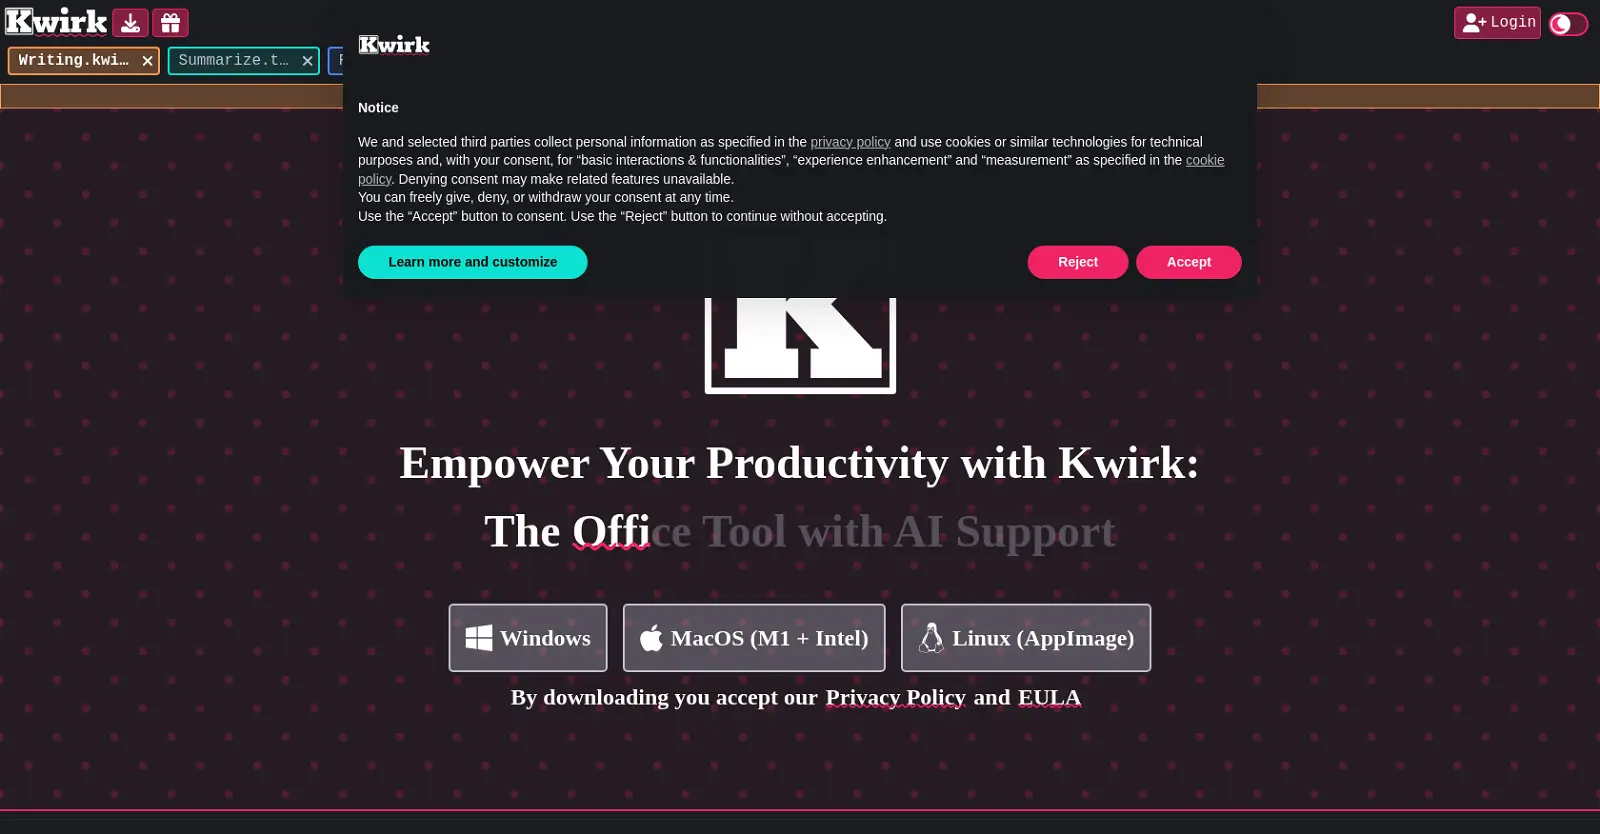 Kwirk
Login
Writing.kwi…
Summarize.t…
Kwirk
Notice
We and selected third parties collect personal information as specified in the privacy policy and use cookies or similar technologies for technical
purposes and, with your consent, for “basic interactions & functionalities”, “experience enhancement” and “measurement” as specified in the cookie
policy. Denying consent may make related features unavailable.
You can freely give, deny, or withdraw your consent at any time.
Use the “Accept” button to consent. Use the “Reject” button to continue without accepting.
Learn more and customize
Reject
Accept
K
Empower Your Productivity with Kwirk:
The Office Tool with AI Support
Windows
MacOS (M1 + Intel)
Linux (AppImage)
By downloading you accept our Privacy Policy and EULA